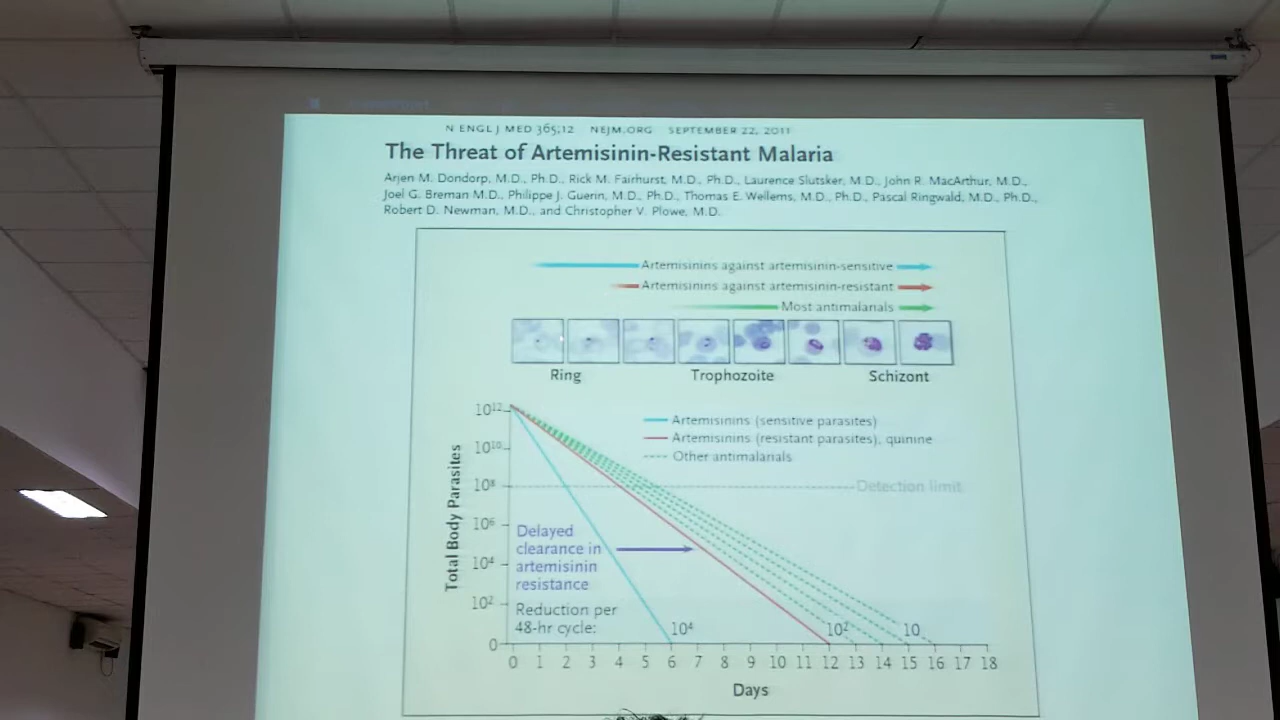 N ENGL J MED 365;12 NEJM.ORG SEPTEMBER 22, 2011
The Threat of Artemisinin-Resistant Malaria
Arjen M. Dondorp, M.D., Ph.D., Rick M. Fairhurst, M.D., Ph.D., Laurence Slutsker, M.D., John R. MacArthur, M.D.,
Joel G. Breman M.D., Philippe J. Guerin, M.D., Ph.D., Thomas E. Wellems, M.D., Ph.D., Pascal Ringwald, M.D., Ph.D.,
Robert D. Newman, M.D., and Christopher V. Plowe, M.D.
Artemisinins against artemisinin-sensitive
Artemisinins against artemisinin-resistant
Most antimalarials
Ring Trophozoite Schizont
Artemisinins (sensitive parasites)
Artemisinins (resistant parasites), quinine
Other antimalarials
Detection limit
Total Body Parasites
10¹²
10¹⁰
10⁸
10⁶
10⁴
10²
0
Delayed
clearance in
artemisinin
resistance
Reduction per
48-hr cycle: 10⁴ 10² 10
0 1 2 3 4 5 6 7 8 9 10 11 12 13 14 15 16 17 18
Days